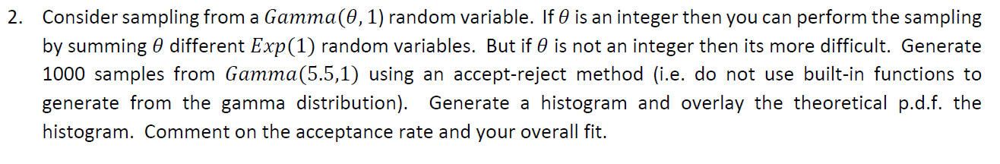 2. Consider sampling from a Gamma(θ, 1) random variable. If θ is an integer then you can perform the sampling
by summing θ different Exp(1) random variables. But if θ is not an integer then its more difficult. Generate
1000 samples from Gamma(5.5,1) using an accept-reject method (i.e. do not use built-in functions to
generate from the gamma distribution). Generate a histogram and overlay the theoretical p.d.f. the
histogram. Comment on the acceptance rate and your overall fit.